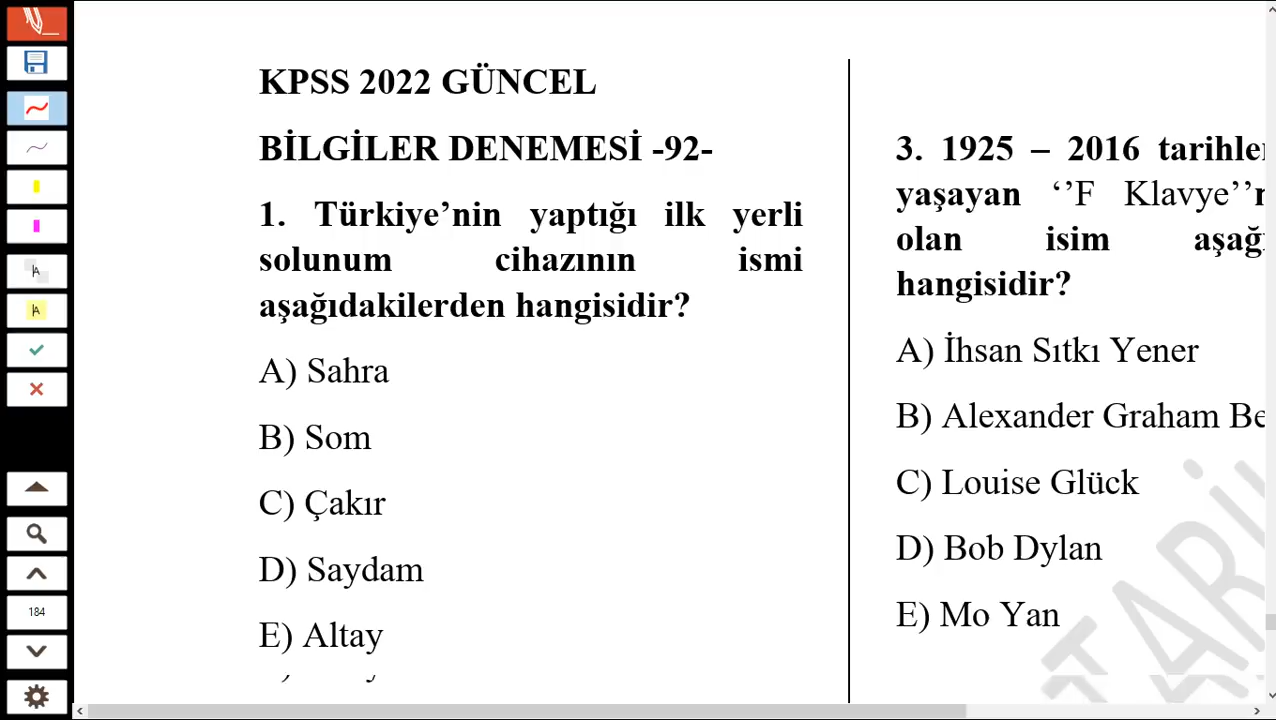 KPSS 2022 GÜNCEL
BİLGİLER DENEMESİ -92-
1. Türkiye’nin yaptığı ilk yerli
solunum cihazının ismi
aşağıdakilerden hangisidir?
A) Sahra
B) Som
C) Çakır
D) Saydam
E) Altay
3. 1925 – 2016 tarihle
yaşayan ‘’F Klavye’’
olan isim aşağ
hangisidir?
A) İhsan Sıtkı Yener
B) Alexander Graham Be
C) Louise Glück
D) Bob Dylan
E) Mo Yan
TARİ
184